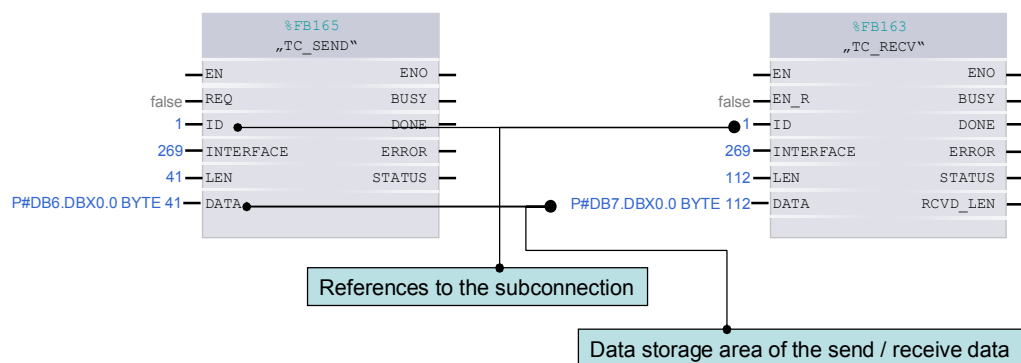 %FB165
„TC_SEND“
EN ENO
false REQ BUSY
1 ID DONE
269 INTERFACE ERROR
41 LEN STATUS
P#DB6.DBX0.0 BYTE 41 DATA
%FB163
„TC_RECV“
EN ENO
false EN_R BUSY
1 ID DONE
269 INTERFACE ERROR
112 LEN STATUS
P#DB7.DBX0.0 BYTE 112 DATA RCVD_LEN
References to the subconnection
Data storage area of the send / receive data